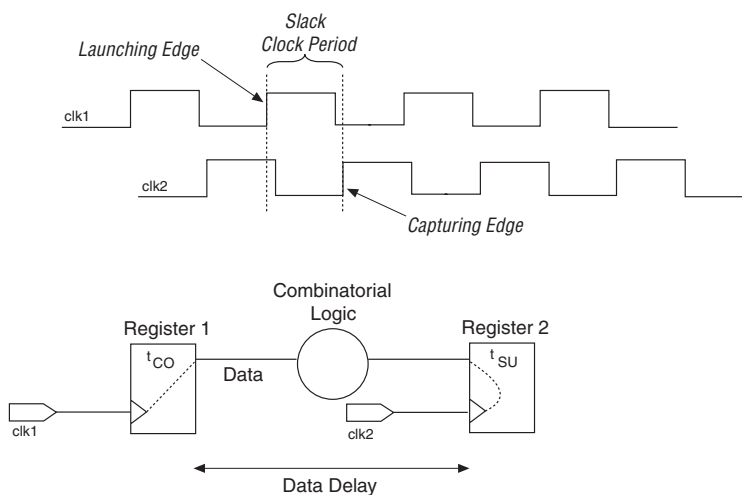 Slack
Clock Period
Launching Edge
clk1
clk2
Capturing Edge
Combinatorial
Logic
Register 1
Register 2
tCO
tSU
Data
clk1
clk2
Data Delay